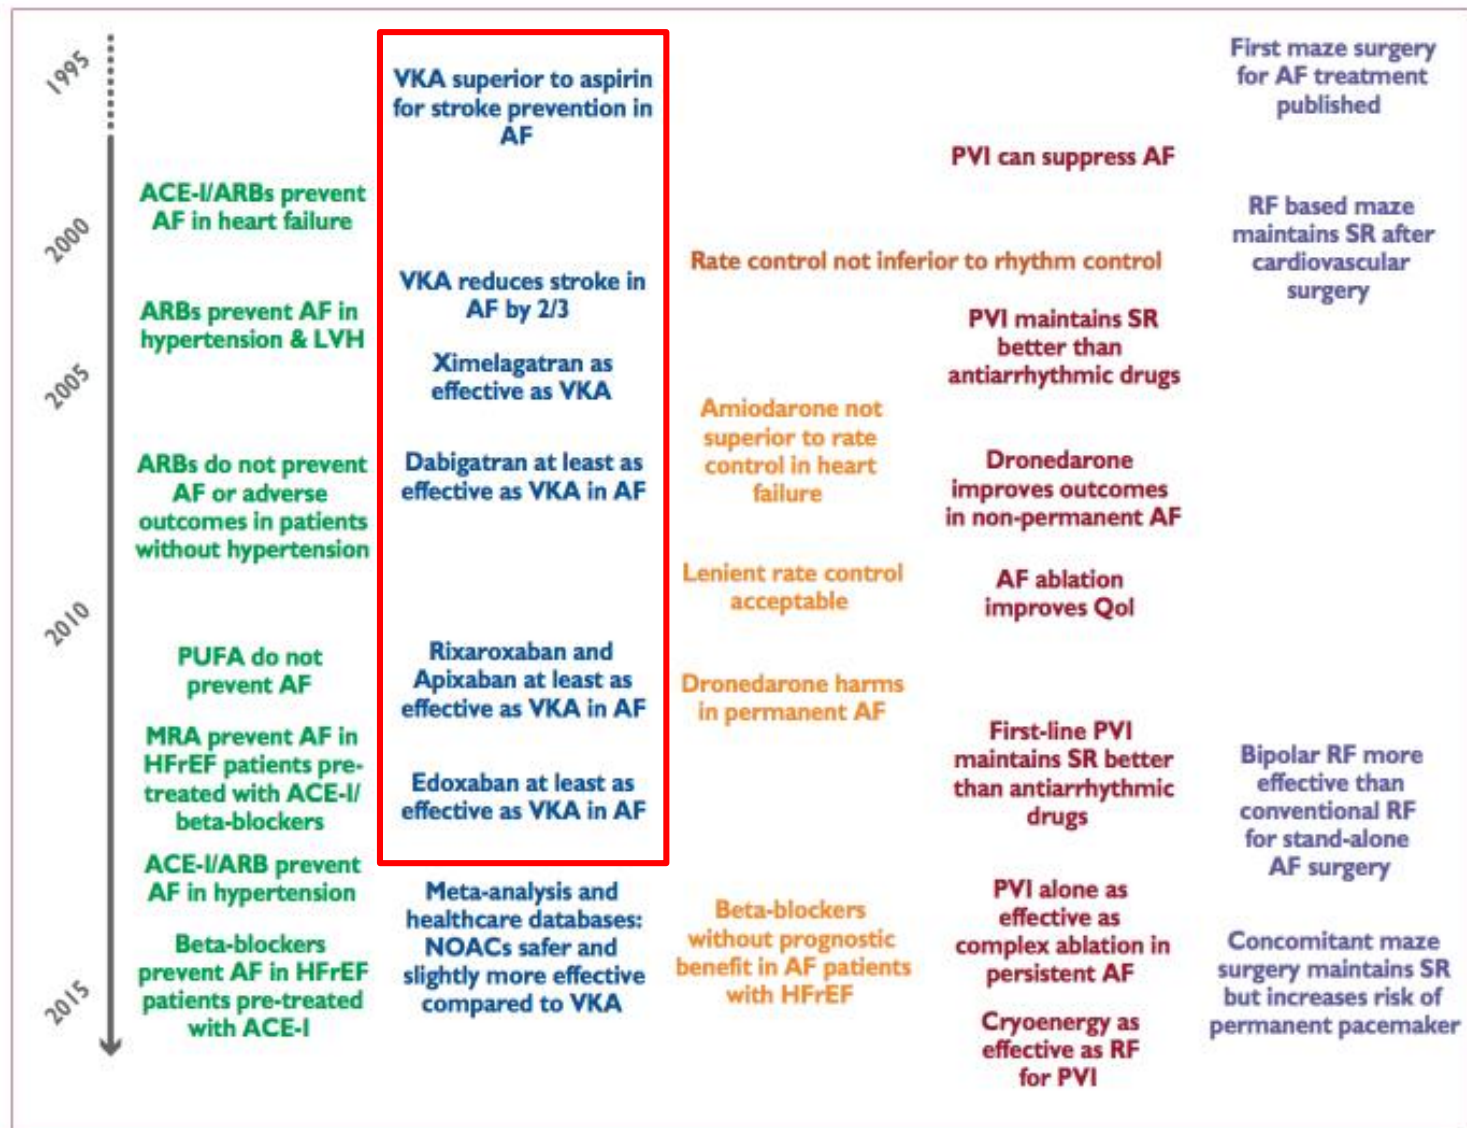 1995
2000
2005
2010
2015
ACE-I/ARBs prevent
AF in heart failure
ARBs prevent AF in
hypertension & LVH
ARBs do not prevent
AF or adverse
outcomes in patients
without hypertension
PUFA do not
prevent AF
MRA prevent AF in
HFrEF patients pre-
treated with ACE-I/
beta-blockers
ACE-I/ARB prevent
AF in hypertension
Beta-blockers
prevent AF in HFrEF
patients pre-treated
with ACE-I
VKA superior to aspirin
for stroke prevention in
AF
VKA reduces stroke in
AF by 2/3
Ximelagatran as
effective as VKA
Dabigatran at least as
effective as VKA in AF
Rixaroxaban and
Apixaban at least as
effective as VKA in AF
Edoxaban at least as
effective as VKA in AF
Meta-analysis and
healthcare databases:
NOACs safer and
slightly more effective
compared to VKA
Rate control not inferior to rhythm control
Amiodarone not
superior to rate
control in heart
failure
Lenient rate control
acceptable
Dronedarone harms
in permanent AF
Beta-blockers
without prognostic
benefit in AF patients
with HFrEF
PVI can suppress AF
PVI maintains SR
better than
antiarrhythmic drugs
Dronedarone
improves outcomes
in non-permanent AF
AF ablation
improves Qol
First-line PVI
maintains SR better
than antiarrhythmic
drugs
PVI alone as
effective as
complex ablation in
persistent AF
Cryoenergy as
effective as RF
for PVI
First maze surgery
for AF treatment
published
RF based maze
maintains SR after
cardiovascular
surgery
Bipolar RF more
effective than
conventional RF
for stand-alone
AF surgery
Concomitant maze
surgery maintains SR
but increases risk of
permanent pacemaker